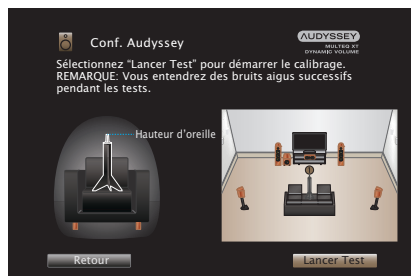 Conf. Audyssey
AUDYSSEY
MULTEQ XT
DYNAMIC VOLUME
Sélectionnez “Lancer Test” pour démarrer le calibrage.
REMARQUE: Vous entendrez des bruits aigus successifs
pendant les tests.
Hauteur d’oreille
Retour
Lancer Test